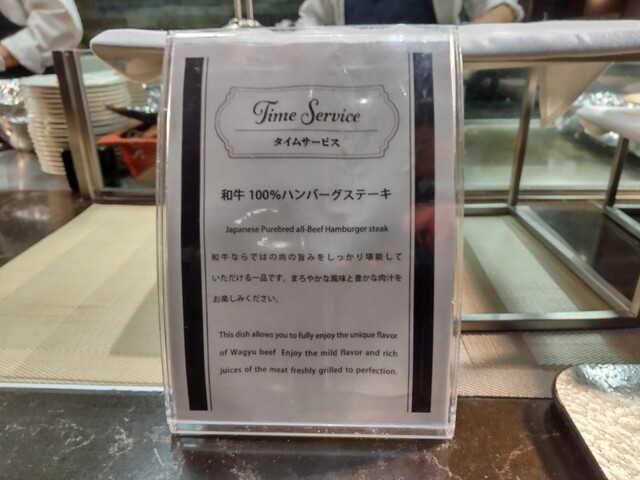 Time Service
タイムサービス
和牛 100%ハンバーグステーキ
Japanese Purebred all-Beef Hamburger steak
和牛ならではの肉の旨みをしっかり堪能して
いただける一品です。まろやかな風味と豊かな肉汁を
お楽しみください。
This dish allows you to fully enjoy the unique flavor
of Wagyu beef Enjoy the mild flavor and rich
juices of the meat freshly grilled to perfection.